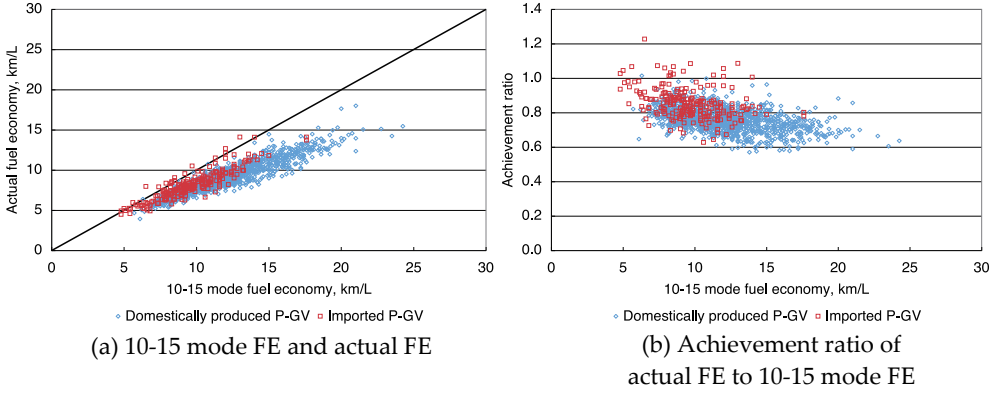 30
25
20
15
10
5
0
Actual fuel economy, km/L
0 5 10 15 20 25 30
10-15 mode fuel economy, km/L
Domestically produced P-GV Imported P-GV
(a) 10-15 mode FE and actual FE
1.4
1.2
1.0
0.8
0.6
0.4
0.2
0.0
Achievement ratio
0 5 10 15 20 25 30
10-15 mode fuel economy, km/L
Domestically produced P-GV Imported P-GV
(b) Achievement ratio of
actual FE to 10-15 mode FE